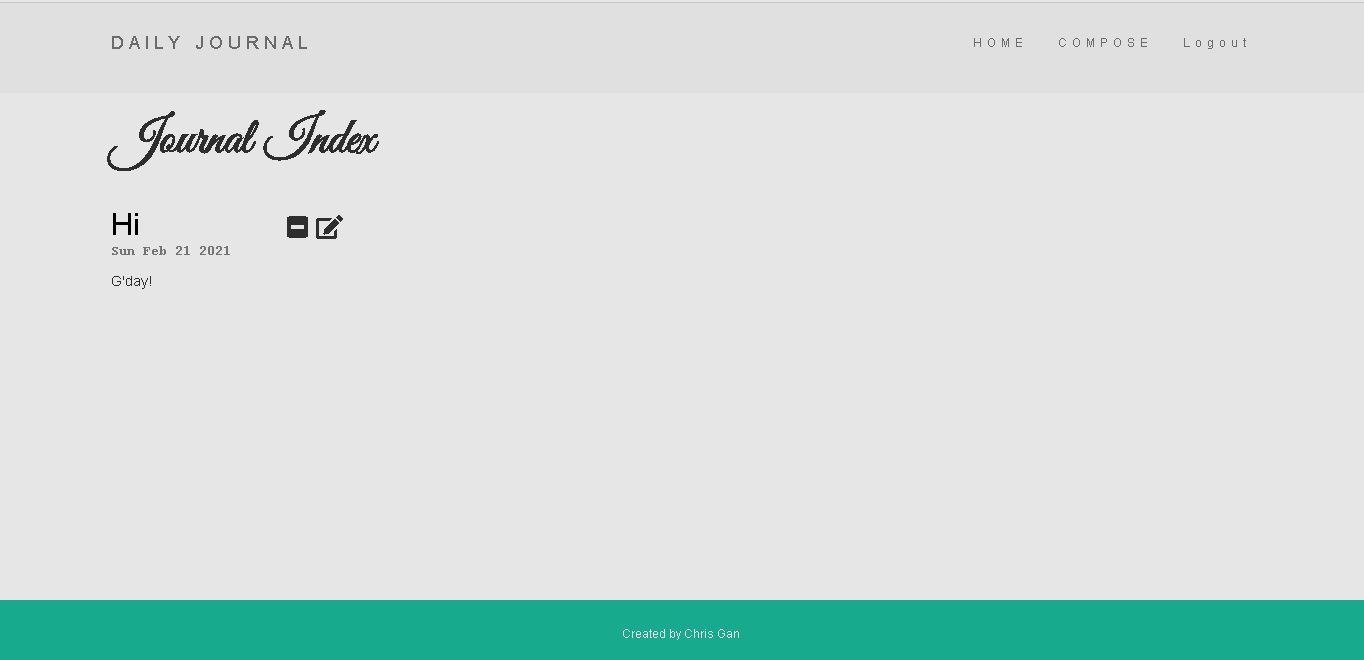 DAILY JOURNAL
HOME COMPOSE Logout
Journal Index
Hi
Sun Feb 21 2021
G'day!
Created by Chris Gan